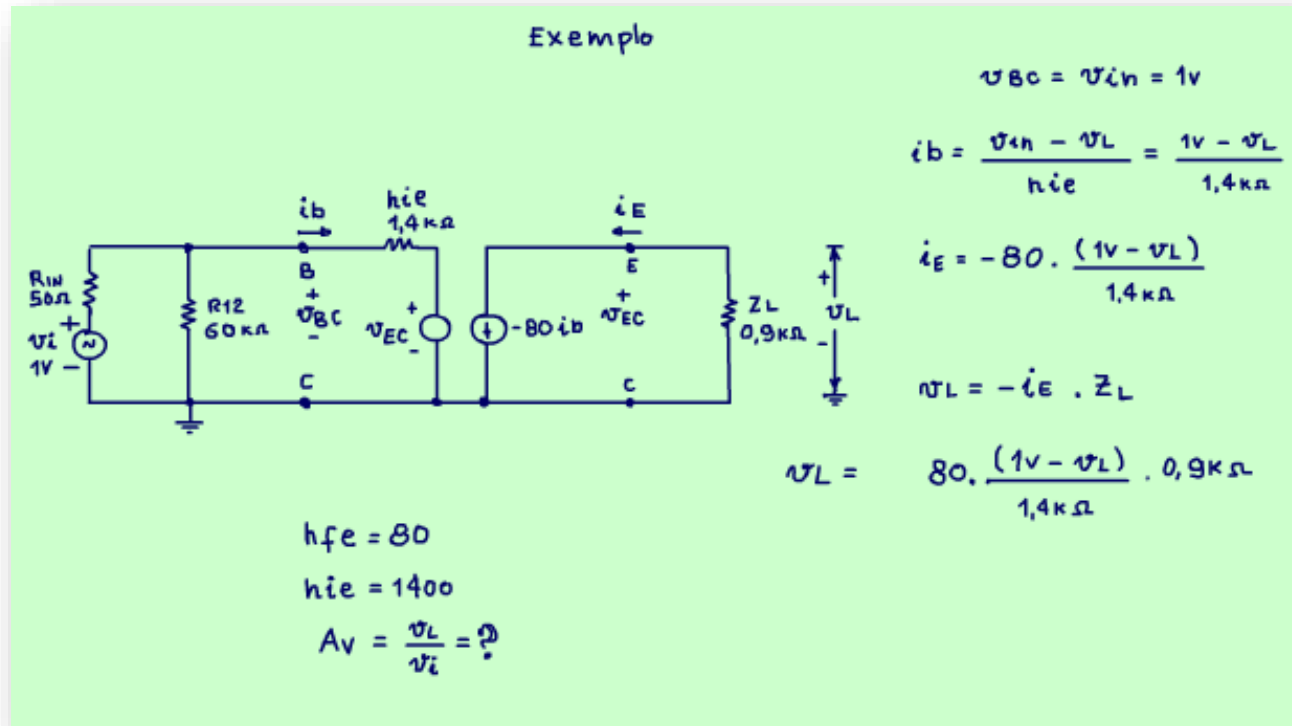 Exemplo
vBC = vin = 1v
ib = vin - vL / hie = 1v - vL / 1,4kΩ
iE = -80 . (1v - vL) / 1,4kΩ
vL = -iE . ZL
vL = 80. (1v - vL) / 1,4kΩ . 0,9kΩ
RIN
50Ω
vi
1V
+
-
R12
60kΩ
ib
B
+
vBC
-
C
hie
1,4kΩ
+
vEC
-
-80ib
iE
E
+
vEC
-
C
ZL
0,9kΩ
+
vL
-
hfe = 80
hie = 1400
Av = vL / vi = ?